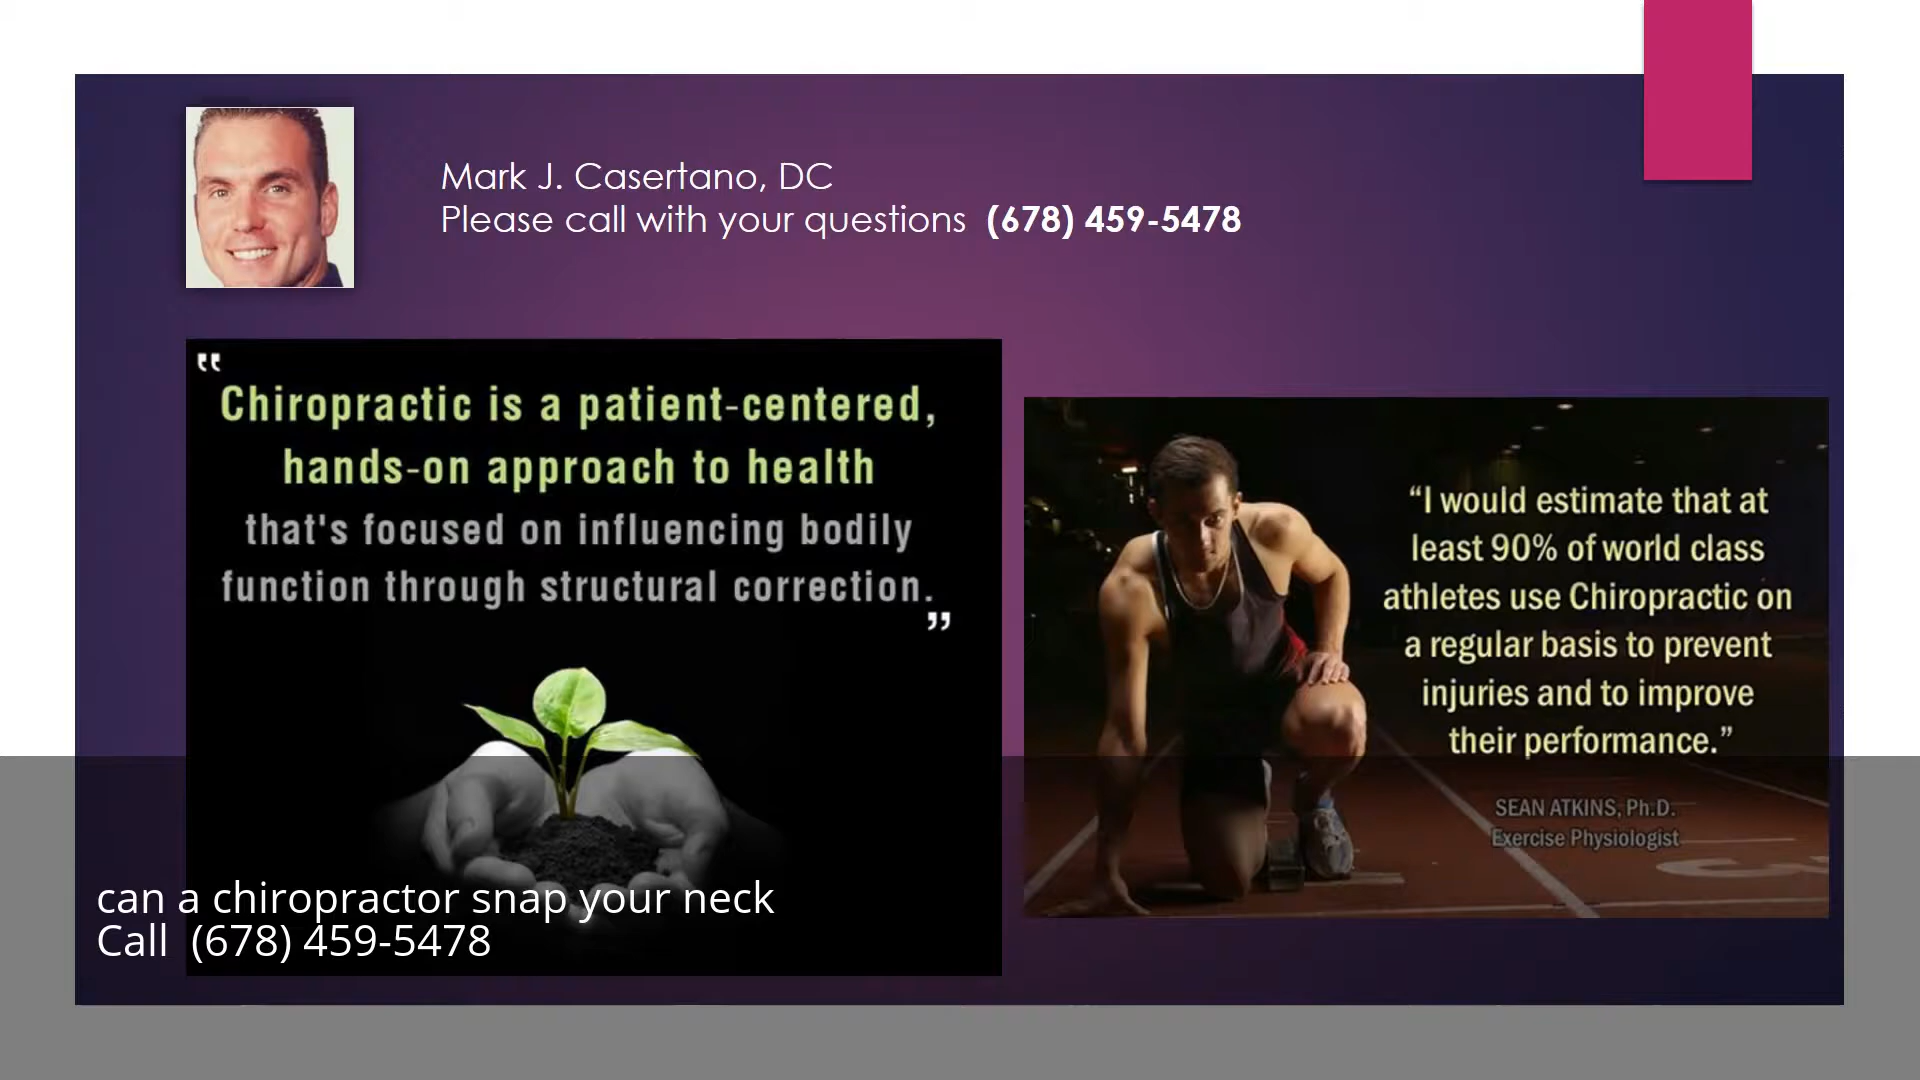 Mark J. Casertano, DC
Please call with your questions (678) 459-5478
"
Chiropractic is a patient-centered,
hands-on approach to health
that's focused on influencing bodily
function through structural correction.
"
“I would estimate that at
least 90% of world class
athletes use Chiropractic on
a regular basis to prevent
injuries and to improve
their performance.”
SEAN ATKINS, Ph.D.
Exercise Physiologist
3
can a chiropractor snap your neck
Call (678) 459-5478